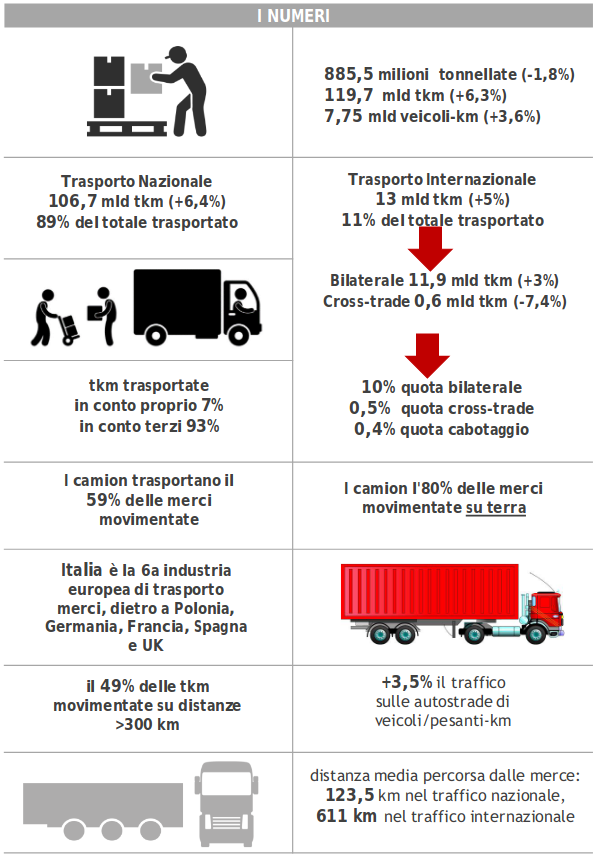 I NUMERI
885,5 milioni tonnellate (-1,8%)
119,7 mld tkm (+6,3%)
7,75 mld veicoli-km (+3,6%)
Trasporto Nazionale
106,7 mld tkm (+6,4%)
89% del totale trasportato
Trasporto Internazionale
13 mld tkm (+5%)
11% del totale trasportato
Bilaterale 11,9 mld tkm (+3%)
Cross-trade 0,6 mld tkm (-7,4%)
tkm trasportate
in conto proprio 7%
in conto terzi 93%
10% quota bilaterale
0,5% quota cross-trade
0,4% quota cabotaggio
I camion trasportano il
59% delle merci
movimentate
I camion l'80% delle merci
movimentate su terra
Italia è la 6a industria
europea di trasporto
merci, dietro a Polonia,
Germania, Francia, Spagna
e UK
il 49% delle tkm
movimentate su distanze
>300 km
+3,5% il traffico
sulle autostrade di
veicoli/pesanti-km
distanza media percorsa dalle merce:
123,5 km nel traffico nazionale,
611 km nel traffico internazionale